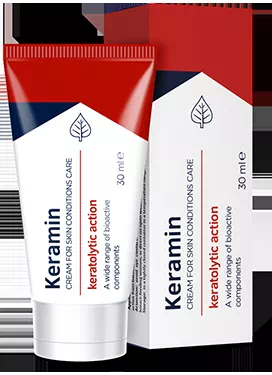 Keramin
CREAM FOR SKIN CONDITIONS CARE
keratolytic action
A wide range of bioactive
components
30 ml e
Keramin
CREAM FOR SKIN CONDITIONS CARE
keratolytic action
A wide range of bioactive
components
30 ml e